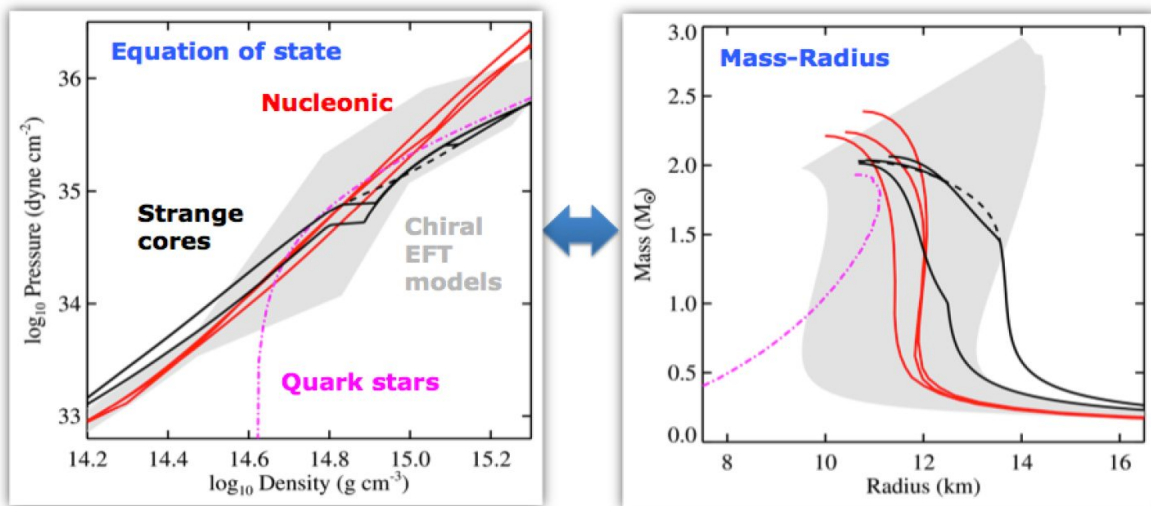 Equation of state
Nucleonic
Strange
cores
Chiral
EFT
models
Quark stars
log₁₀ Pressure (dyne cm⁻²)
36
35
34
33
14.2 14.4 14.6 14.8 15.0 15.2
log₁₀ Density (g cm⁻³)
Mass-Radius
Mass (M☉)
3.0
2.5
2.0
1.5
1.0
0.5
0.0
8 10 12 14 16
Radius (km)